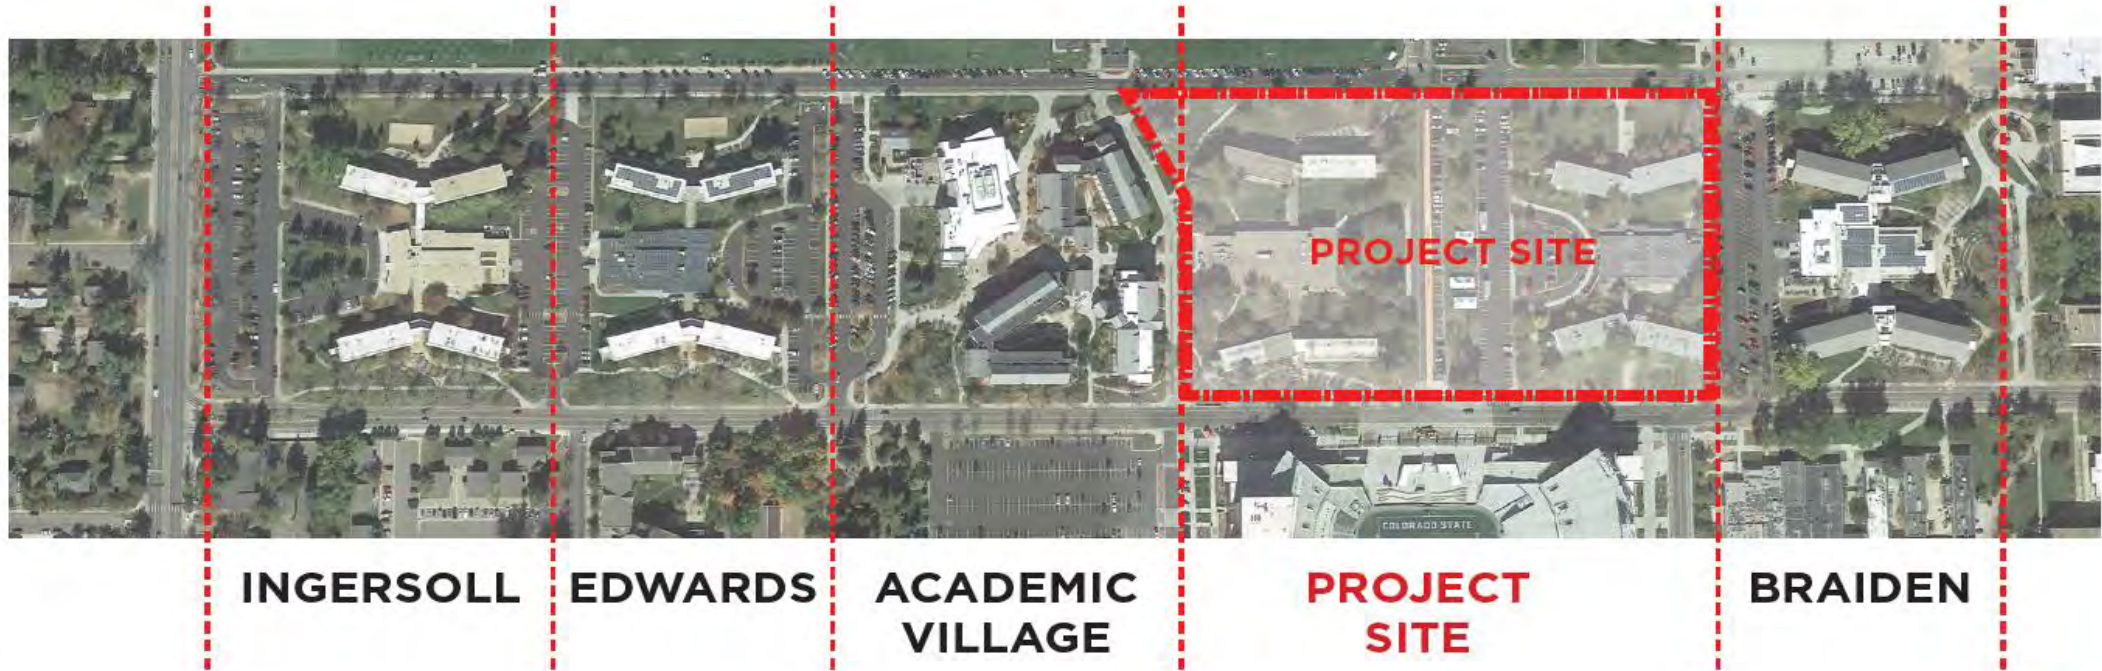 PROJECT SITE
COLORADO STATE
INGERSOLL
EDWARDS
ACADEMIC
VILLAGE
PROJECT
SITE
BRAIDEN